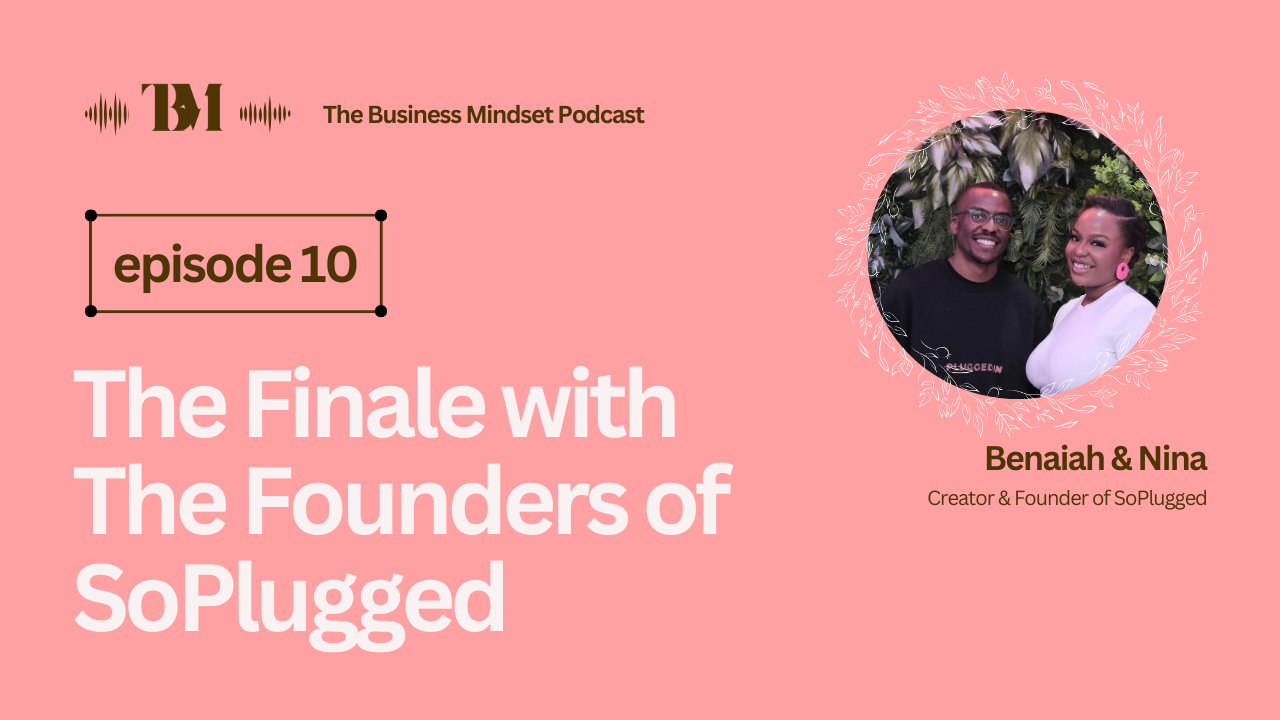 TBM
The Business Mindset Podcast
episode 10
The Finale with
The Founders of
SoPlugged
PLUGGEDIN
Benaiah & Nina
Creator & Founder of SoPlugged